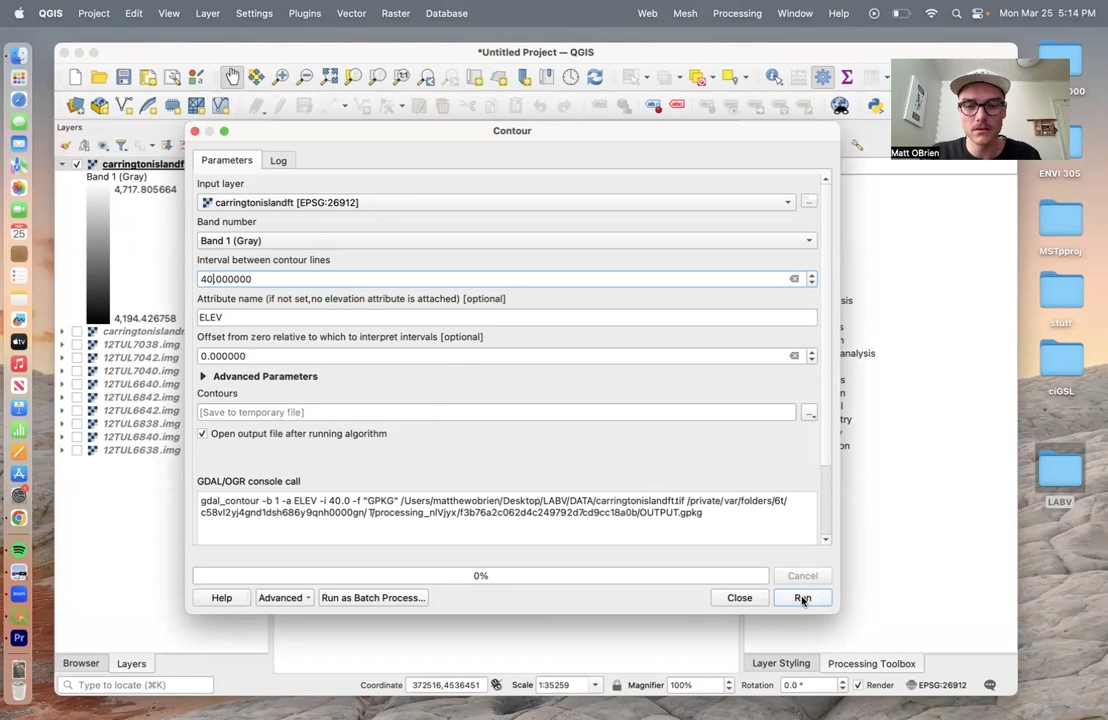 QGIS Project Edit View Layer Settings Plugins Vector Raster Database Web Mesh Processing Window Help Mon Mar 25 5:14 PM
*Untitled Project — QGIS
Layers
carringtonislandft
Band 1 (Gray)
4,717.805664
4,194.426758
carringtonislandr
12TUL7038.img
12TUL7042.img
12TUL7040.img
12TUL6640.img
12TUL6842.img
12TUL6642.img
12TUL6838.img
12TUL6840.img
12TUL6638.img
Contour
Parameters Log
Input layer
carringtonislandft [EPSG:26912]
Band number
Band 1 (Gray)
Interval between contour lines
40.000000
Attribute name (if not set,no elevation attribute is attached) [optional]
ELEV
Offset from zero relative to which to interpret intervals [optional]
0.000000
Advanced Parameters
Contours
[Save to temporary file]
Open output file after running algorithm
GDAL/OGR console call
gdal_contour -b 1 -a ELEV -i 40.0 -f "GPKG" /Users/matthewobrien/Desktop/LABV/DATA/carringtonislandft.tif /private/var/folders/6t/
c58vl2yj4gnd1dsh686y9qnh0000gn/T/processing_nIVjyx/f3b76a2c062d4c249792d7cd9cc18a0b/OUTPUT.gpkg
0%
Cancel
Help Advanced Run as Batch Process... Close Run
Matt OBrien
000
ENVI 305
MSTpproj
stuff
ciGSL
LABV
ysis
analysis
try
on
Browser Layers
Layer Styling Processing Toolbox
Type to locate (⌘K) Coordinate 372516,4536451 Scale 1:35259 Magnifier 100% Rotation 0.0 ° Render EPSG:26912